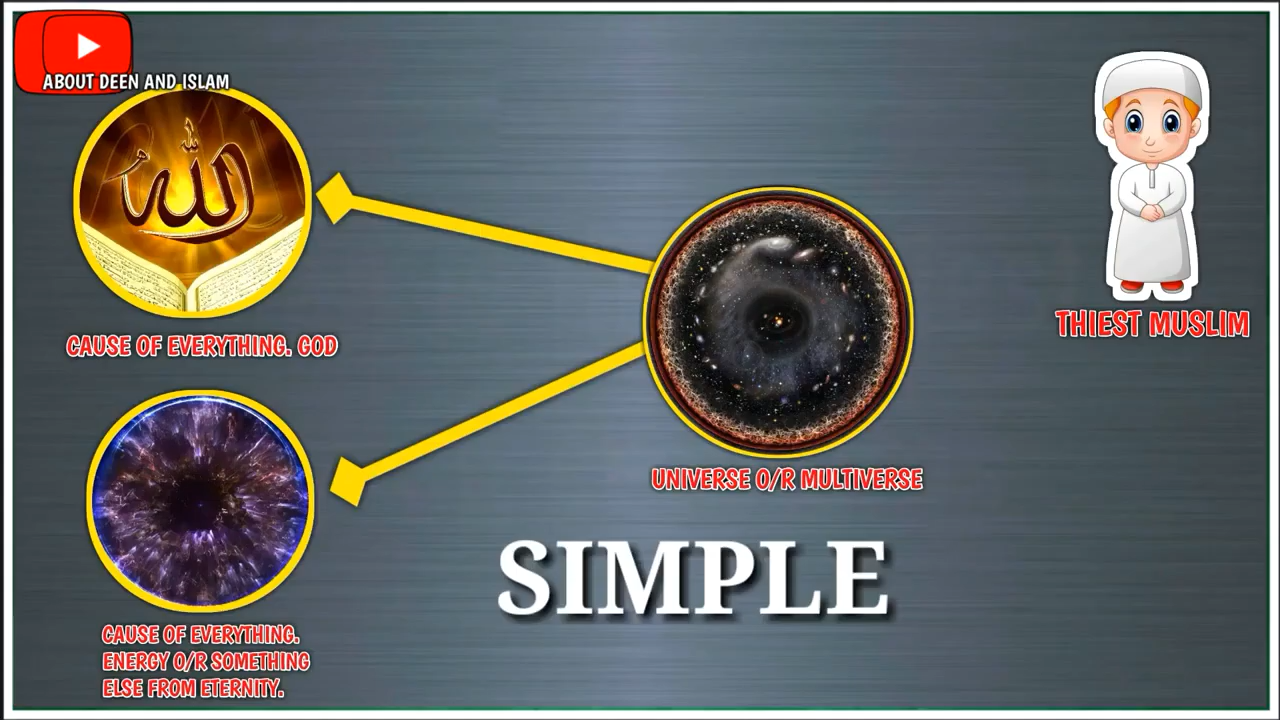 ABOUT DEEN AND ISLAM
الله
CAUSE OF EVERYTHING. GOD
THIEST MUSLIM
UNIVERSE O/R MULTIVERSE
SIMPLE
CAUSE OF EVERYTHING.
ENERGY O/R SOMETHING
ELSE FROM ETERNITY.